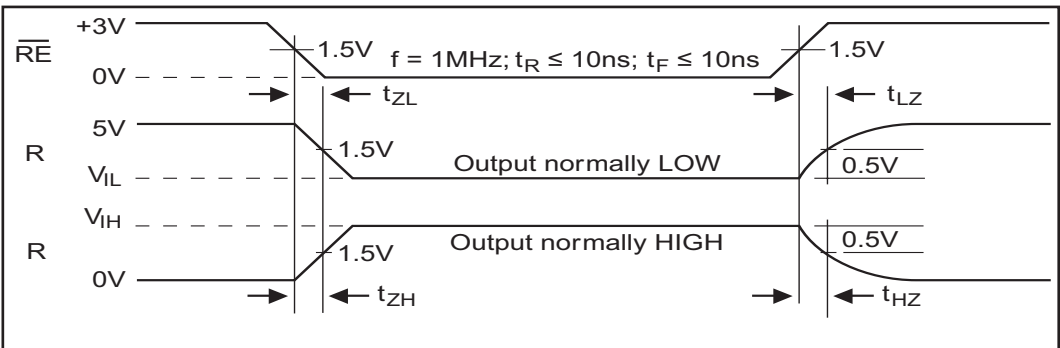 +3V
R̅E̅
1.5V
f = 1MHz; tR ≤ 10ns; tF ≤ 10ns
1.5V
0V
tZL
tLZ
5V
R
1.5V
Output normally LOW
0.5V
VIL
VIH
R
1.5V
Output normally HIGH
0.5V
0V
tZH
tHZ